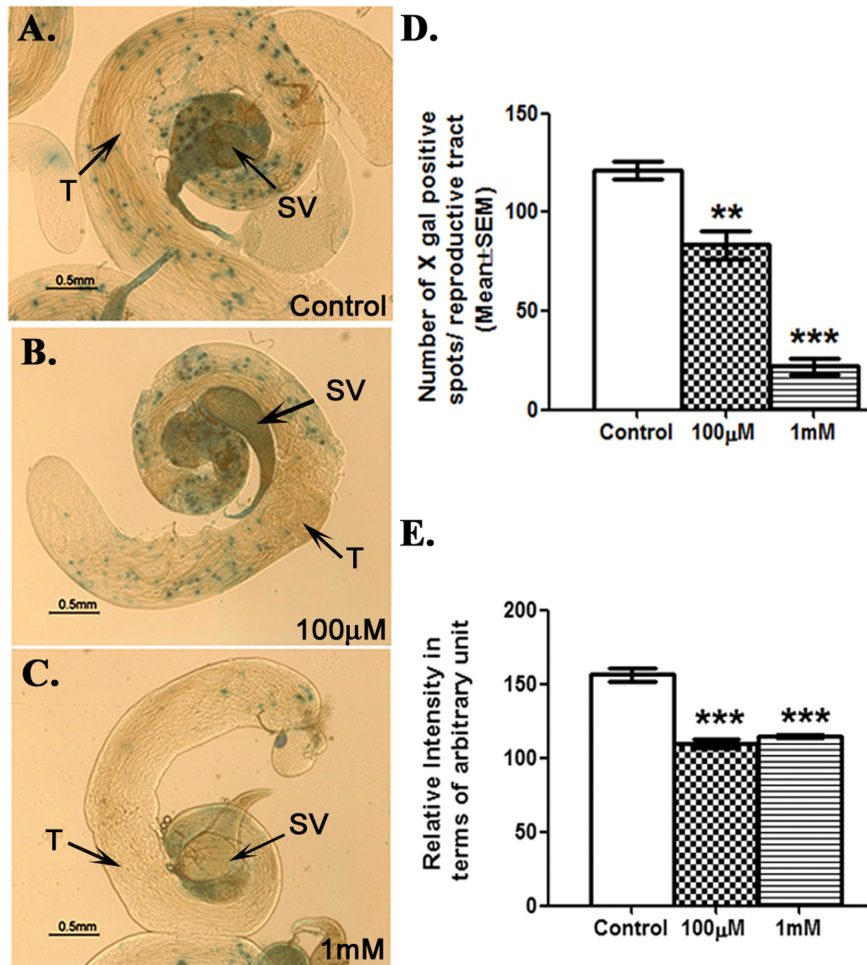 A.
T
SV
0.5mm
Control
B.
SV
T
0.5mm
100μM
C.
T
SV
0.5mm
1mM
D.
Number of X gal positive
spots/ reproductive tract
(Mean±SEM)
150
100
50
0
**
***
Control 100μM 1mM
E.
Relative Intensity in
terms of arbitrary unit
200
150
100
50
0
***
***
Control 100μM 1mM